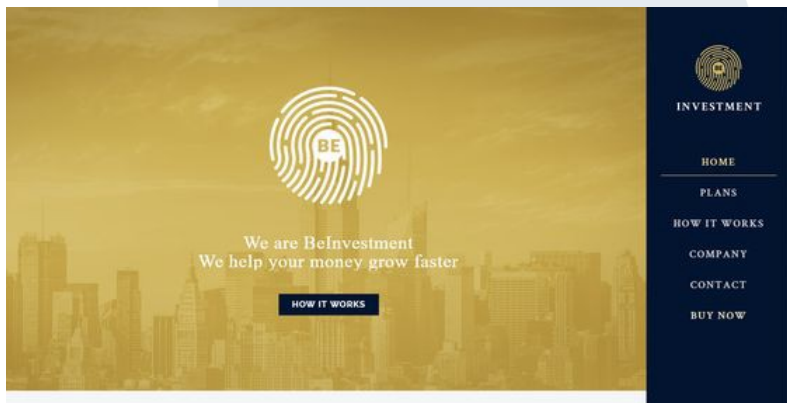 BE
We are BeInvestment
We help your money grow faster
HOW IT WORKS
BE
INVESTMENT
HOME
PLANS
HOW IT WORKS
COMPANY
CONTACT
BUY NOW